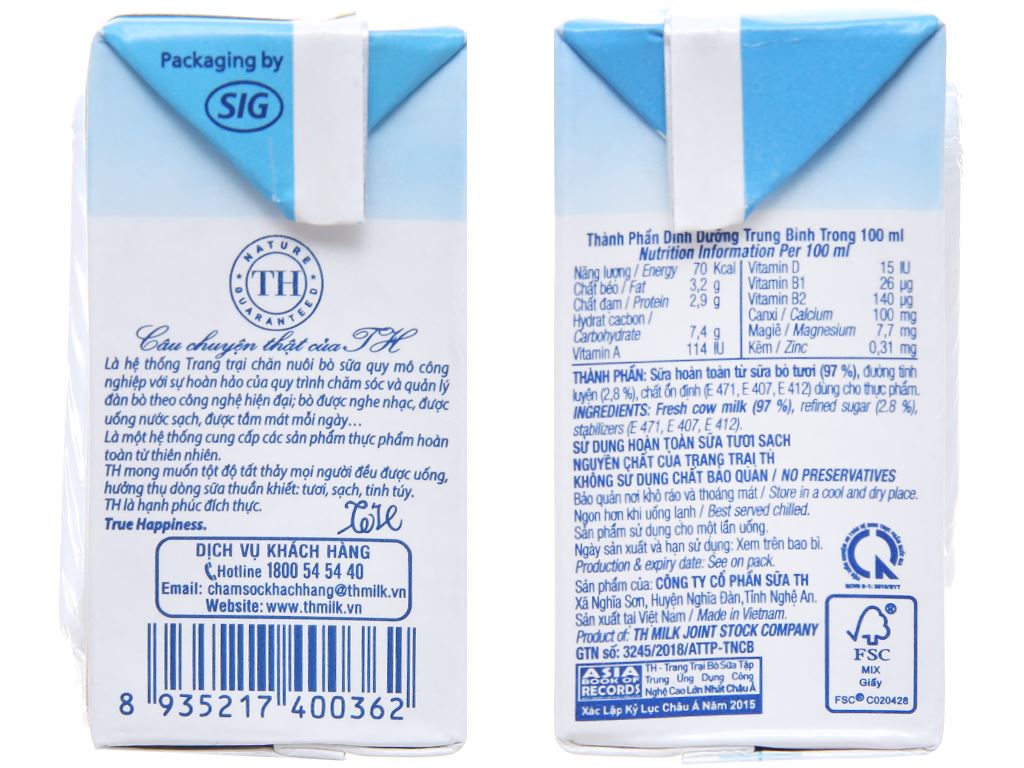 Packaging by
SIG
NATURE
TH
GUARANTEED
Câu chuyện thật của TH
Là hệ thống Trang trại chăn nuôi bò sữa quy mô công
nghiệp với sự hoàn hảo của quy trình chăm sóc và quản lý
đàn bò theo công nghệ hiện đại; bò được nghe nhạc, được
uống nước sạch, được tắm mát mỗi ngày...
Là một hệ thống cung cấp các sản phẩm thực phẩm hoàn
toàn từ thiên nhiên.
TH mong muốn tột độ tất thảy mọi người đều được uống,
hưởng thụ dòng sữa thuần khiết: tươi, sạch, tinh túy.
TH là hạnh phúc đích thực.
True Happiness.
DỊCH VỤ KHÁCH HÀNG
Hotline 1800 54 54 40
Email: chamsockhachhang@thmilk.vn
Website: www.thmilk.vn
8 935217 400362
Thành Phần Dinh Dưỡng Trung Bình Trong 100 ml
Nutrition Information Per 100 ml
Năng lượng / Energy 70 Kcal
Chất béo / Fat 3,2 g
Chất đạm / Protein 2,9 g
Hydrat cacbon /
Carbohydrate 7,4 g
Vitamin A 114 IU
Vitamin D 15 IU
Vitamin B1 26 µg
Vitamin B2 140 µg
Canxi / Calcium 100 mg
Magiê / Magnesium 7,7 mg
Kẽm / Zinc 0,31 mg
THÀNH PHẦN: Sữa hoàn toàn từ sữa bò tươi (97 %), đường tinh
luyện (2,8 %), chất ổn định (E 471, E 407, E 412) dùng cho thực phẩm.
INGREDIENTS: Fresh cow milk (97 %), refined sugar (2.8 %),
stabilizers (E 471, E 407, E 412).
SỬ DỤNG HOÀN TOÀN SỮA TƯƠI SẠCH
NGUYÊN CHẤT CỦA TRANG TRẠI TH
KHÔNG SỬ DỤNG CHẤT BẢO QUẢN / NO PRESERVATIVES
Bảo quản nơi khô ráo và thoáng mát / Store in a cool and dry place.
Ngon hơn khi uống lạnh / Best served chilled.
Sản phẩm sử dụng cho một lần uống.
Ngày sản xuất và hạn sử dụng: Xem trên bao bì.
Production & expiry date: See on pack.
Sản phẩm của: CÔNG TY CỔ PHẦN SỮA TH
Xã Nghĩa Sơn, Huyện Nghĩa Đàn, Tỉnh Nghệ An.
Sản xuất tại Việt Nam / Made in Vietnam.
Product of: TH MILK JOINT STOCK COMPANY
GTN số: 3245/2018/ATTP-TNCB
ASIA
BOOK OF
RECORDS
TH - Trang Trại Bò Sữa Tập
Trung Ứng Dụng Công
Nghệ Cao Lớn Nhất Châu Á
Xác Lập Kỷ Lục Châu Á Năm 2015
FSC
MIX
Giấy
FSC® C020428